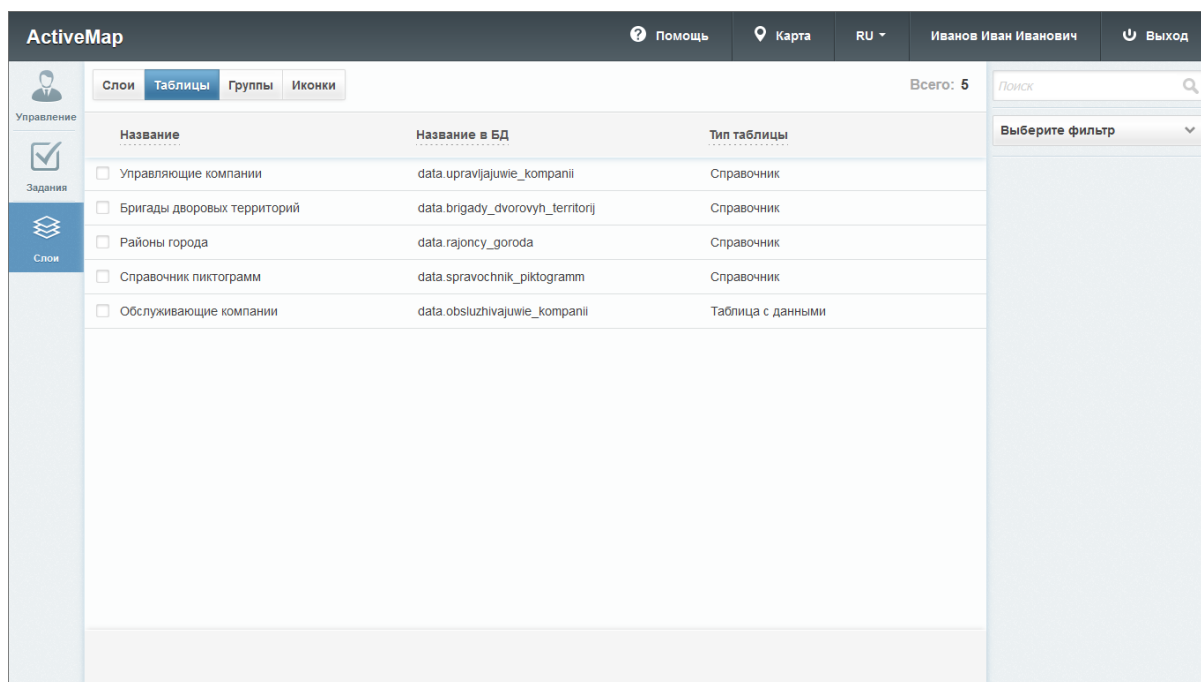 ActiveMap Помощь Карта RU Иванов Иван Иванович Выход
Управление
Задания
Слои
Слои Таблицы Группы Иконки Всего: 5
Название Название в БД Тип таблицы
Управляющие компании data.upravljajuwie_kompanii Справочник
Бригады дворовых территорий data.brigady_dvorovyh_territorij Справочник
Районы города data.rajoncy_goroda Справочник
Справочник пиктограмм data.spravochnik_piktogramm Справочник
Обслуживающие компании data.obsluzhivajuwie_kompanii Таблица с данными
Поиск
Выберите фильтр